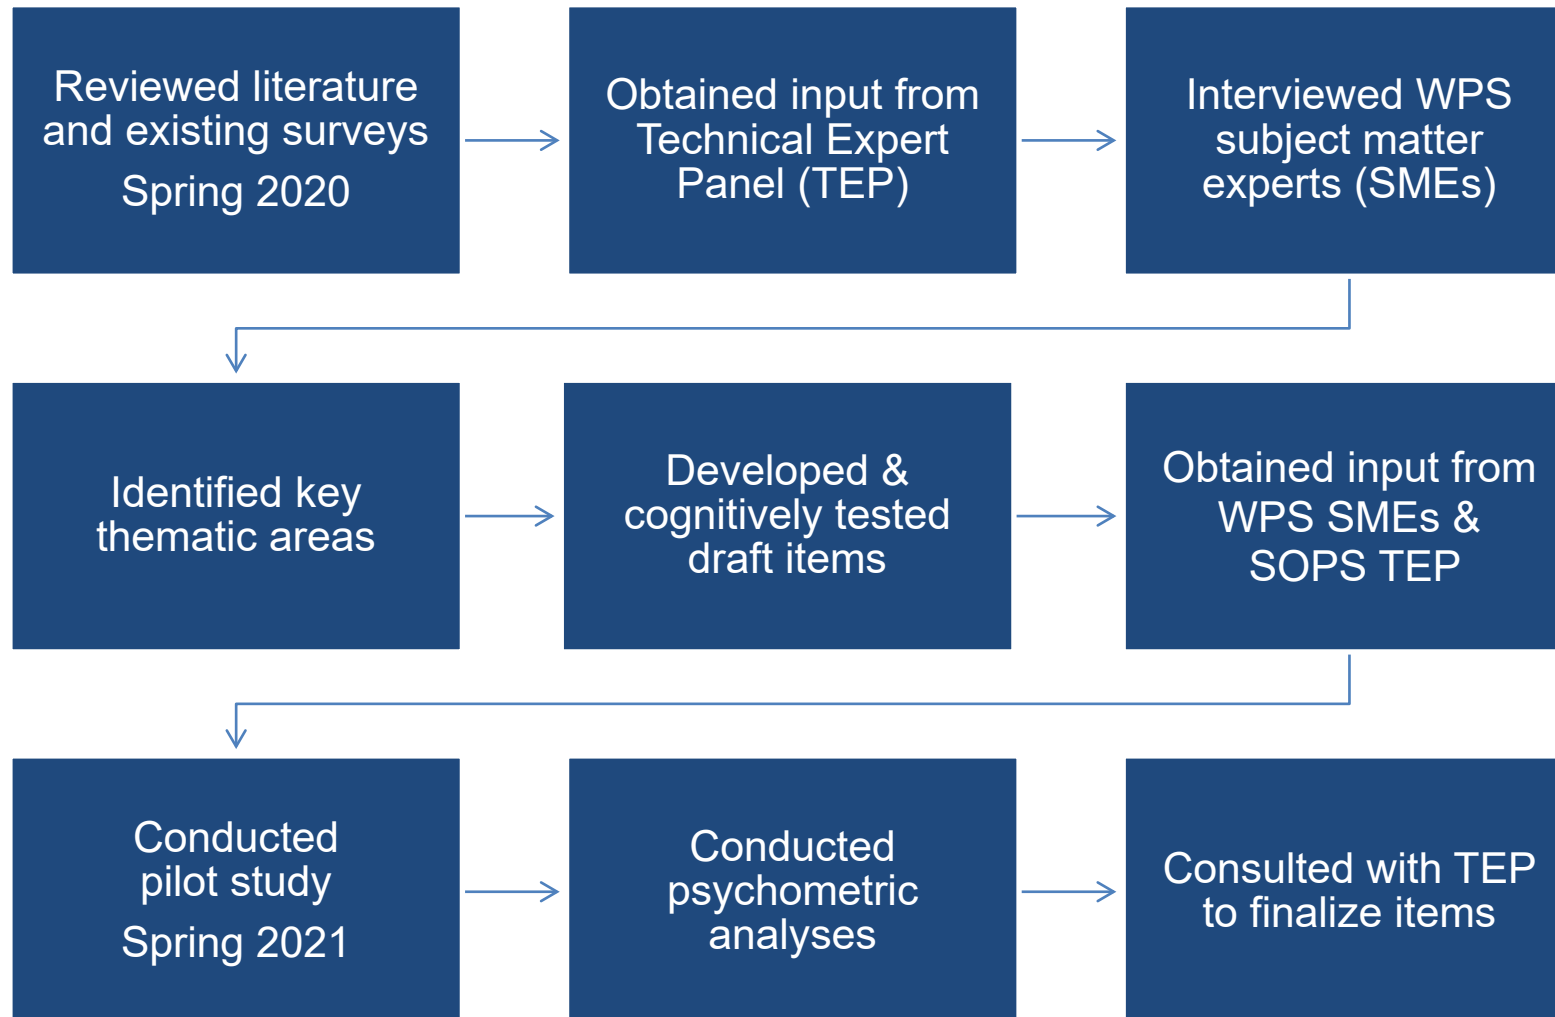 Reviewed literature
and existing surveys
Spring 2020
Obtained input from
Technical Expert
Panel (TEP)
Interviewed WPS
subject matter
experts (SMEs)
Identified key
thematic areas
Developed &
cognitively tested
draft items
Obtained input from
WPS SMEs &
SOPS TEP
Conducted
pilot study
Spring 2021
Conducted
psychometric
analyses
Consulted with TEP
to finalize items